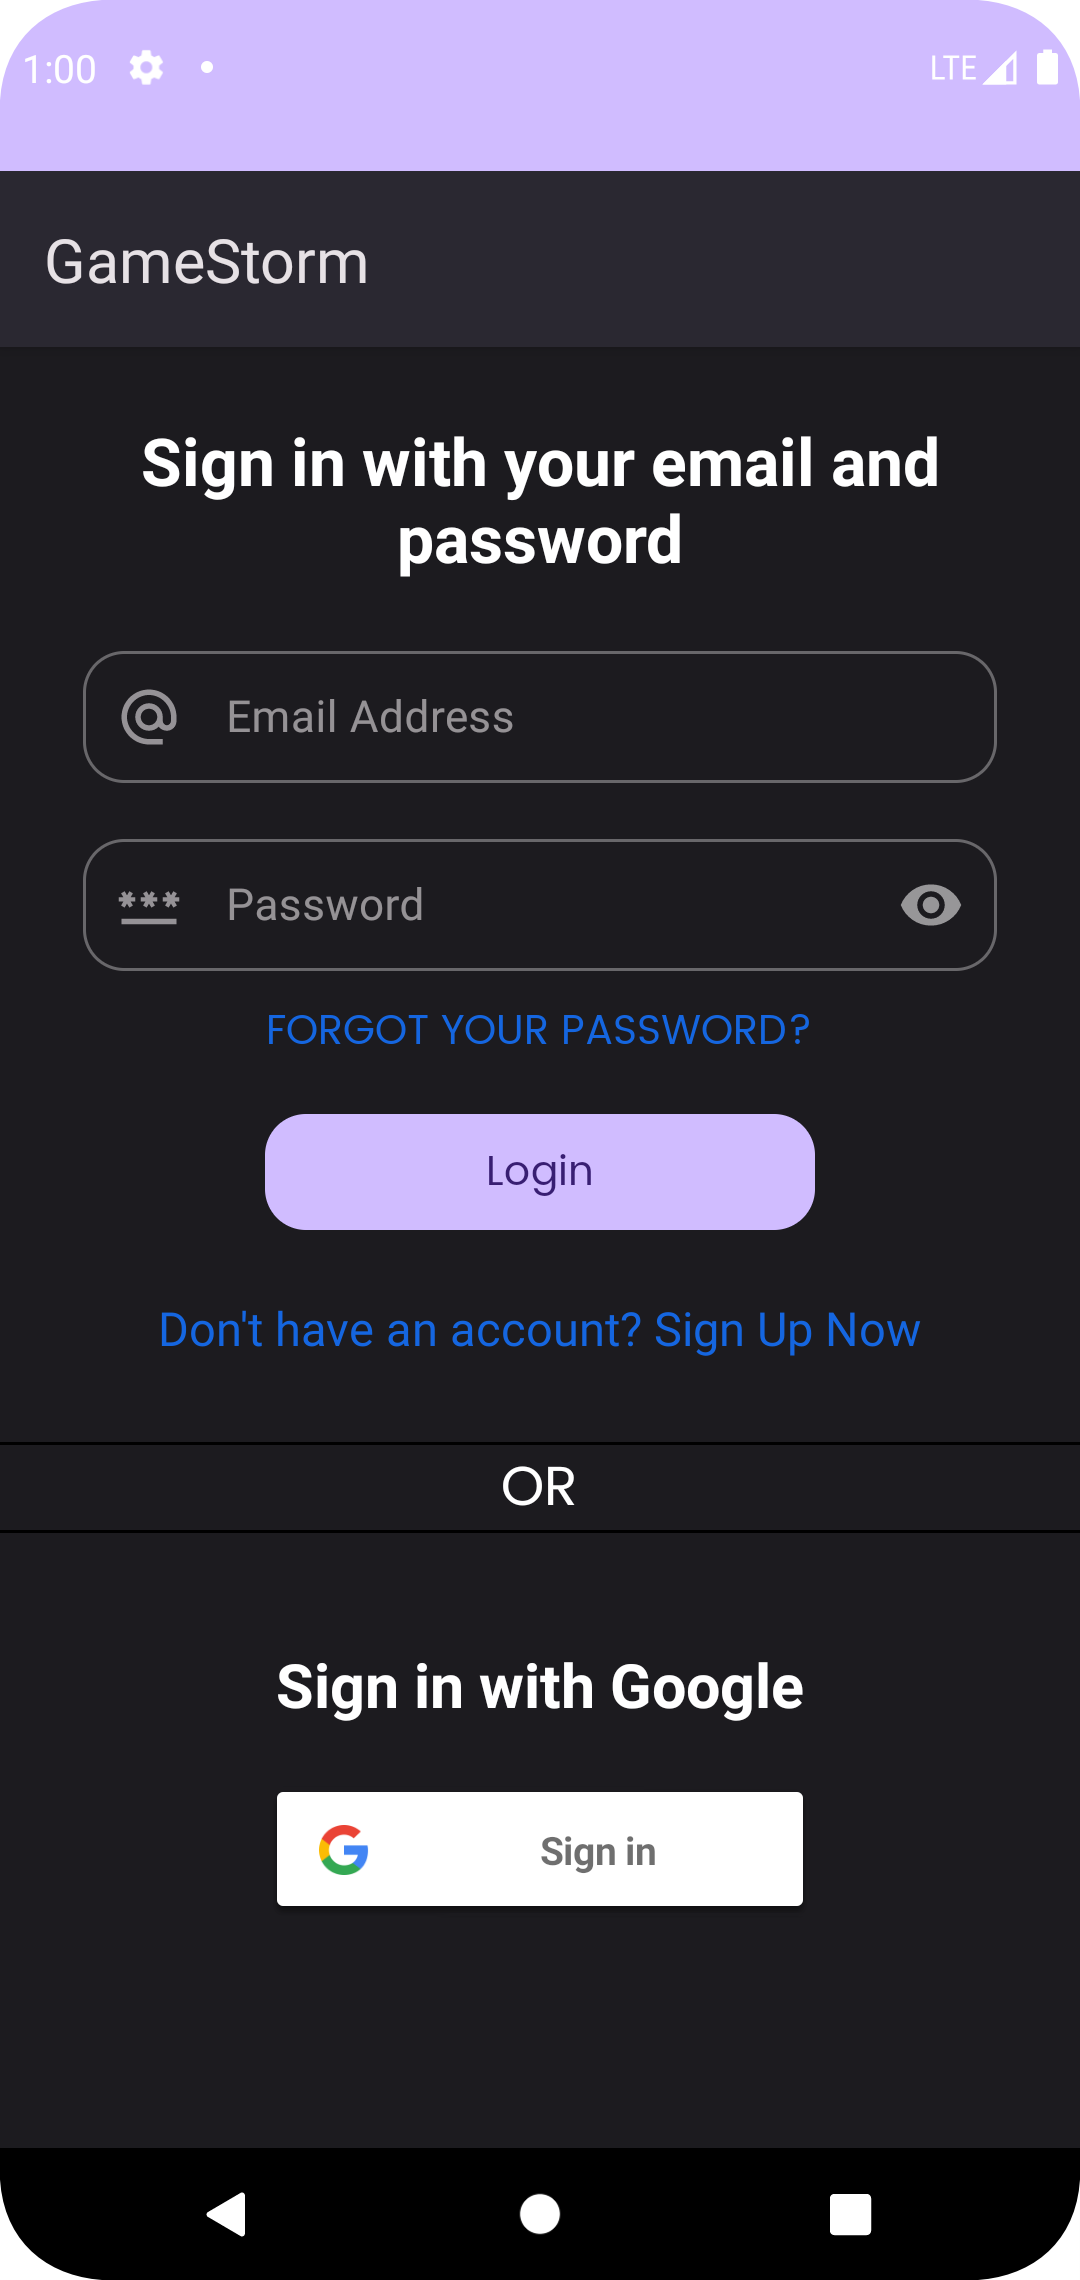 1:00
LTE
GameStorm
Sign in with your email and
password
Email Address
Password
FORGOT YOUR PASSWORD?
Login
Don't have an account? Sign Up Now
OR
Sign in with Google
Sign in